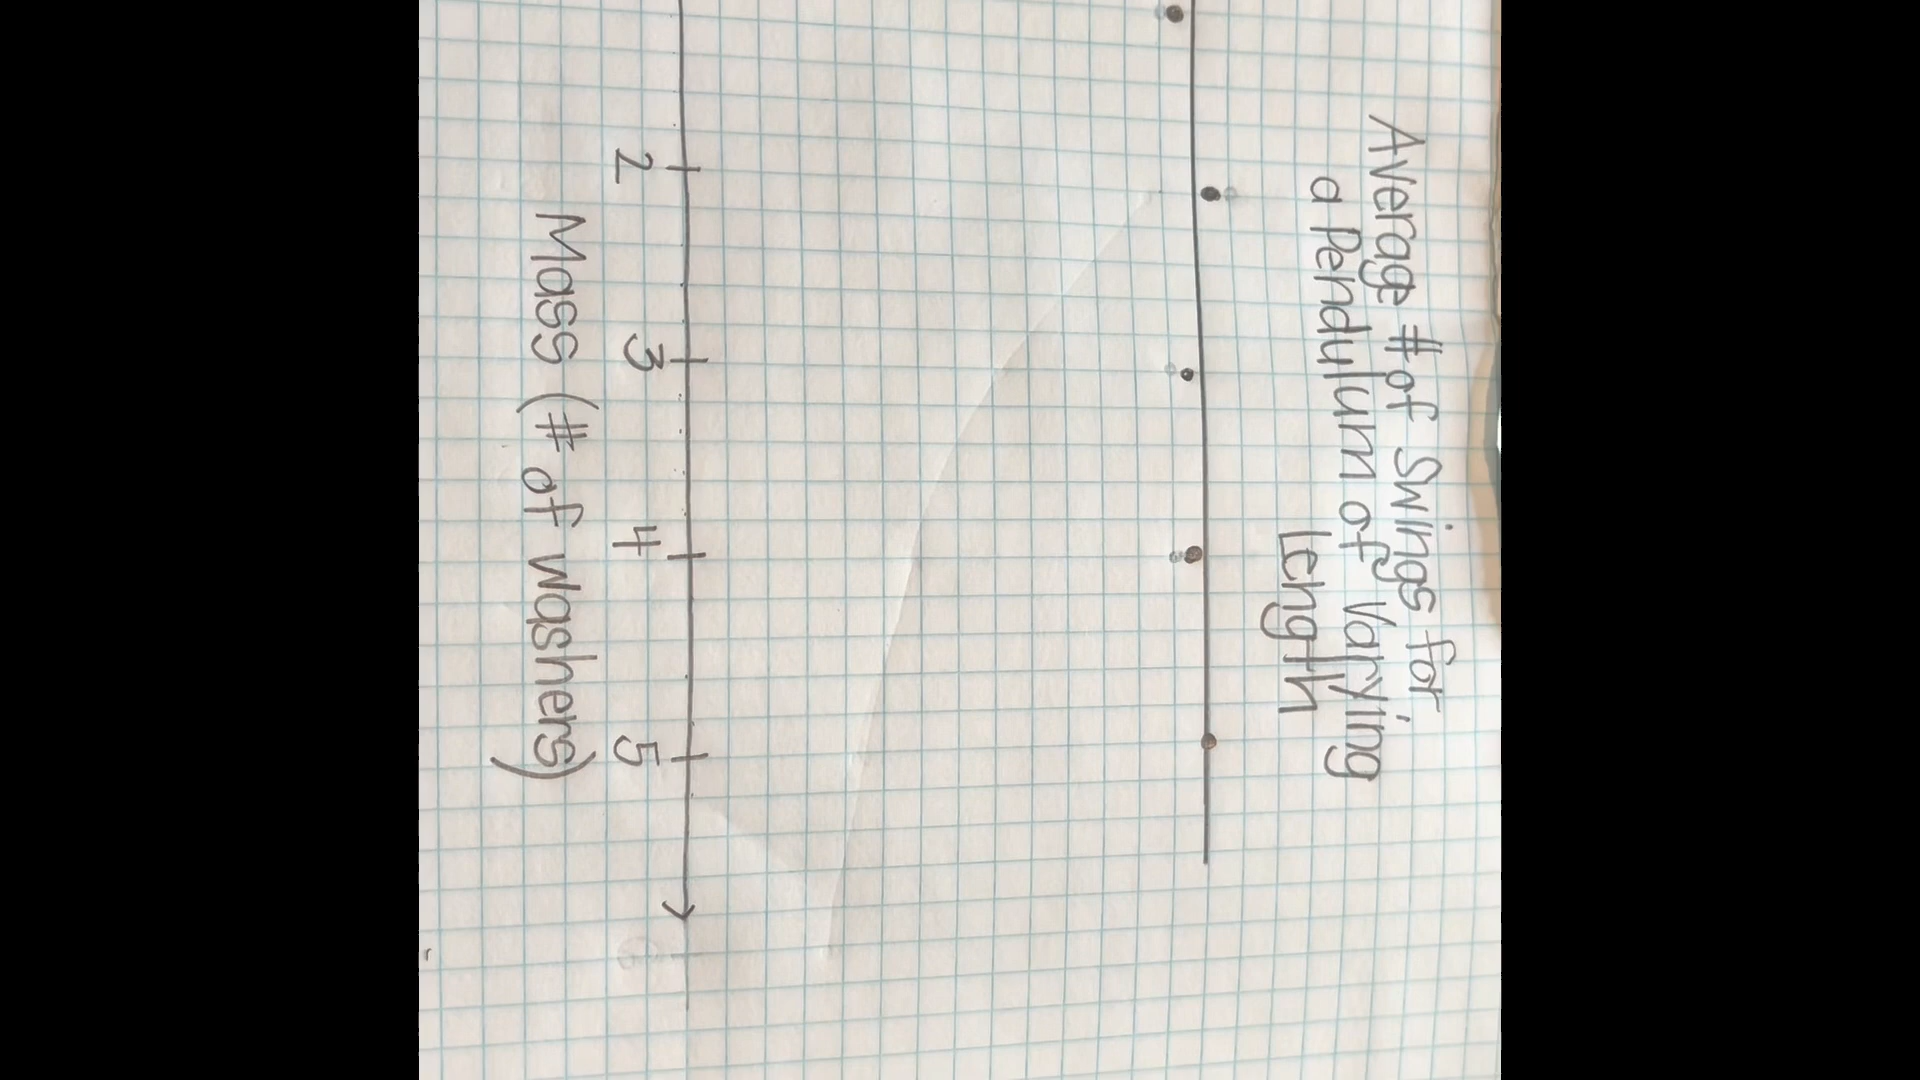 Average # of Swings for
a Pendulum of Varying
Length
2 3 4 5
Mass (# of washers)